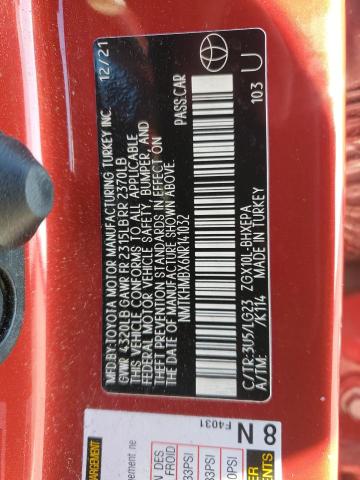 MFD.BY:TOYOTA MOTOR MANUFACTURING TURKEY INC. 12/21
GVWR 4320LB GAWR FR 2315LB RR 2370LB
THIS VEHICLE CONFORMS TO ALL APPLICABLE
FEDERAL MOTOR VEHICLE SAFETY, BUMPER, AND
THEFT PREVENTION STANDARDS IN EFFECT ON
THE DATE OF MANUFACTURE SHOWN ABOVE.
NMTKHMBX6NR141032 PASS.CAR
C/TR:3U5/LG23 ZGX10L-BHXEPA
A/TM: /K114 MADE IN TURKEY 103
U
8 N F4031